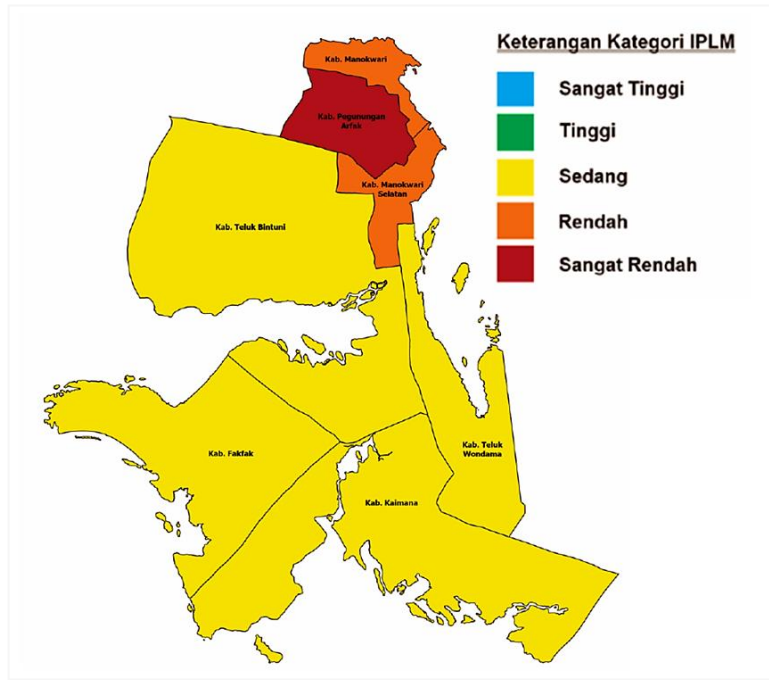 Keterangan Kategori IPLM
Sangat Tinggi
Tinggi
Sedang
Rendah
Sangat Rendah
Kab. Manokwari
Kab. Pegunungan
Arfak
Kab. Manokwari
Selatan
Kab. Teluk Bintuni
Kab. Fakfak
Kab. Teluk
Wondama
Kab. Kaimana